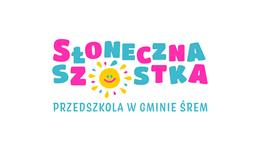 SŁONECZNA
SZÓSTKA
PRZEDSZKOLA W GMINIE ŚREM